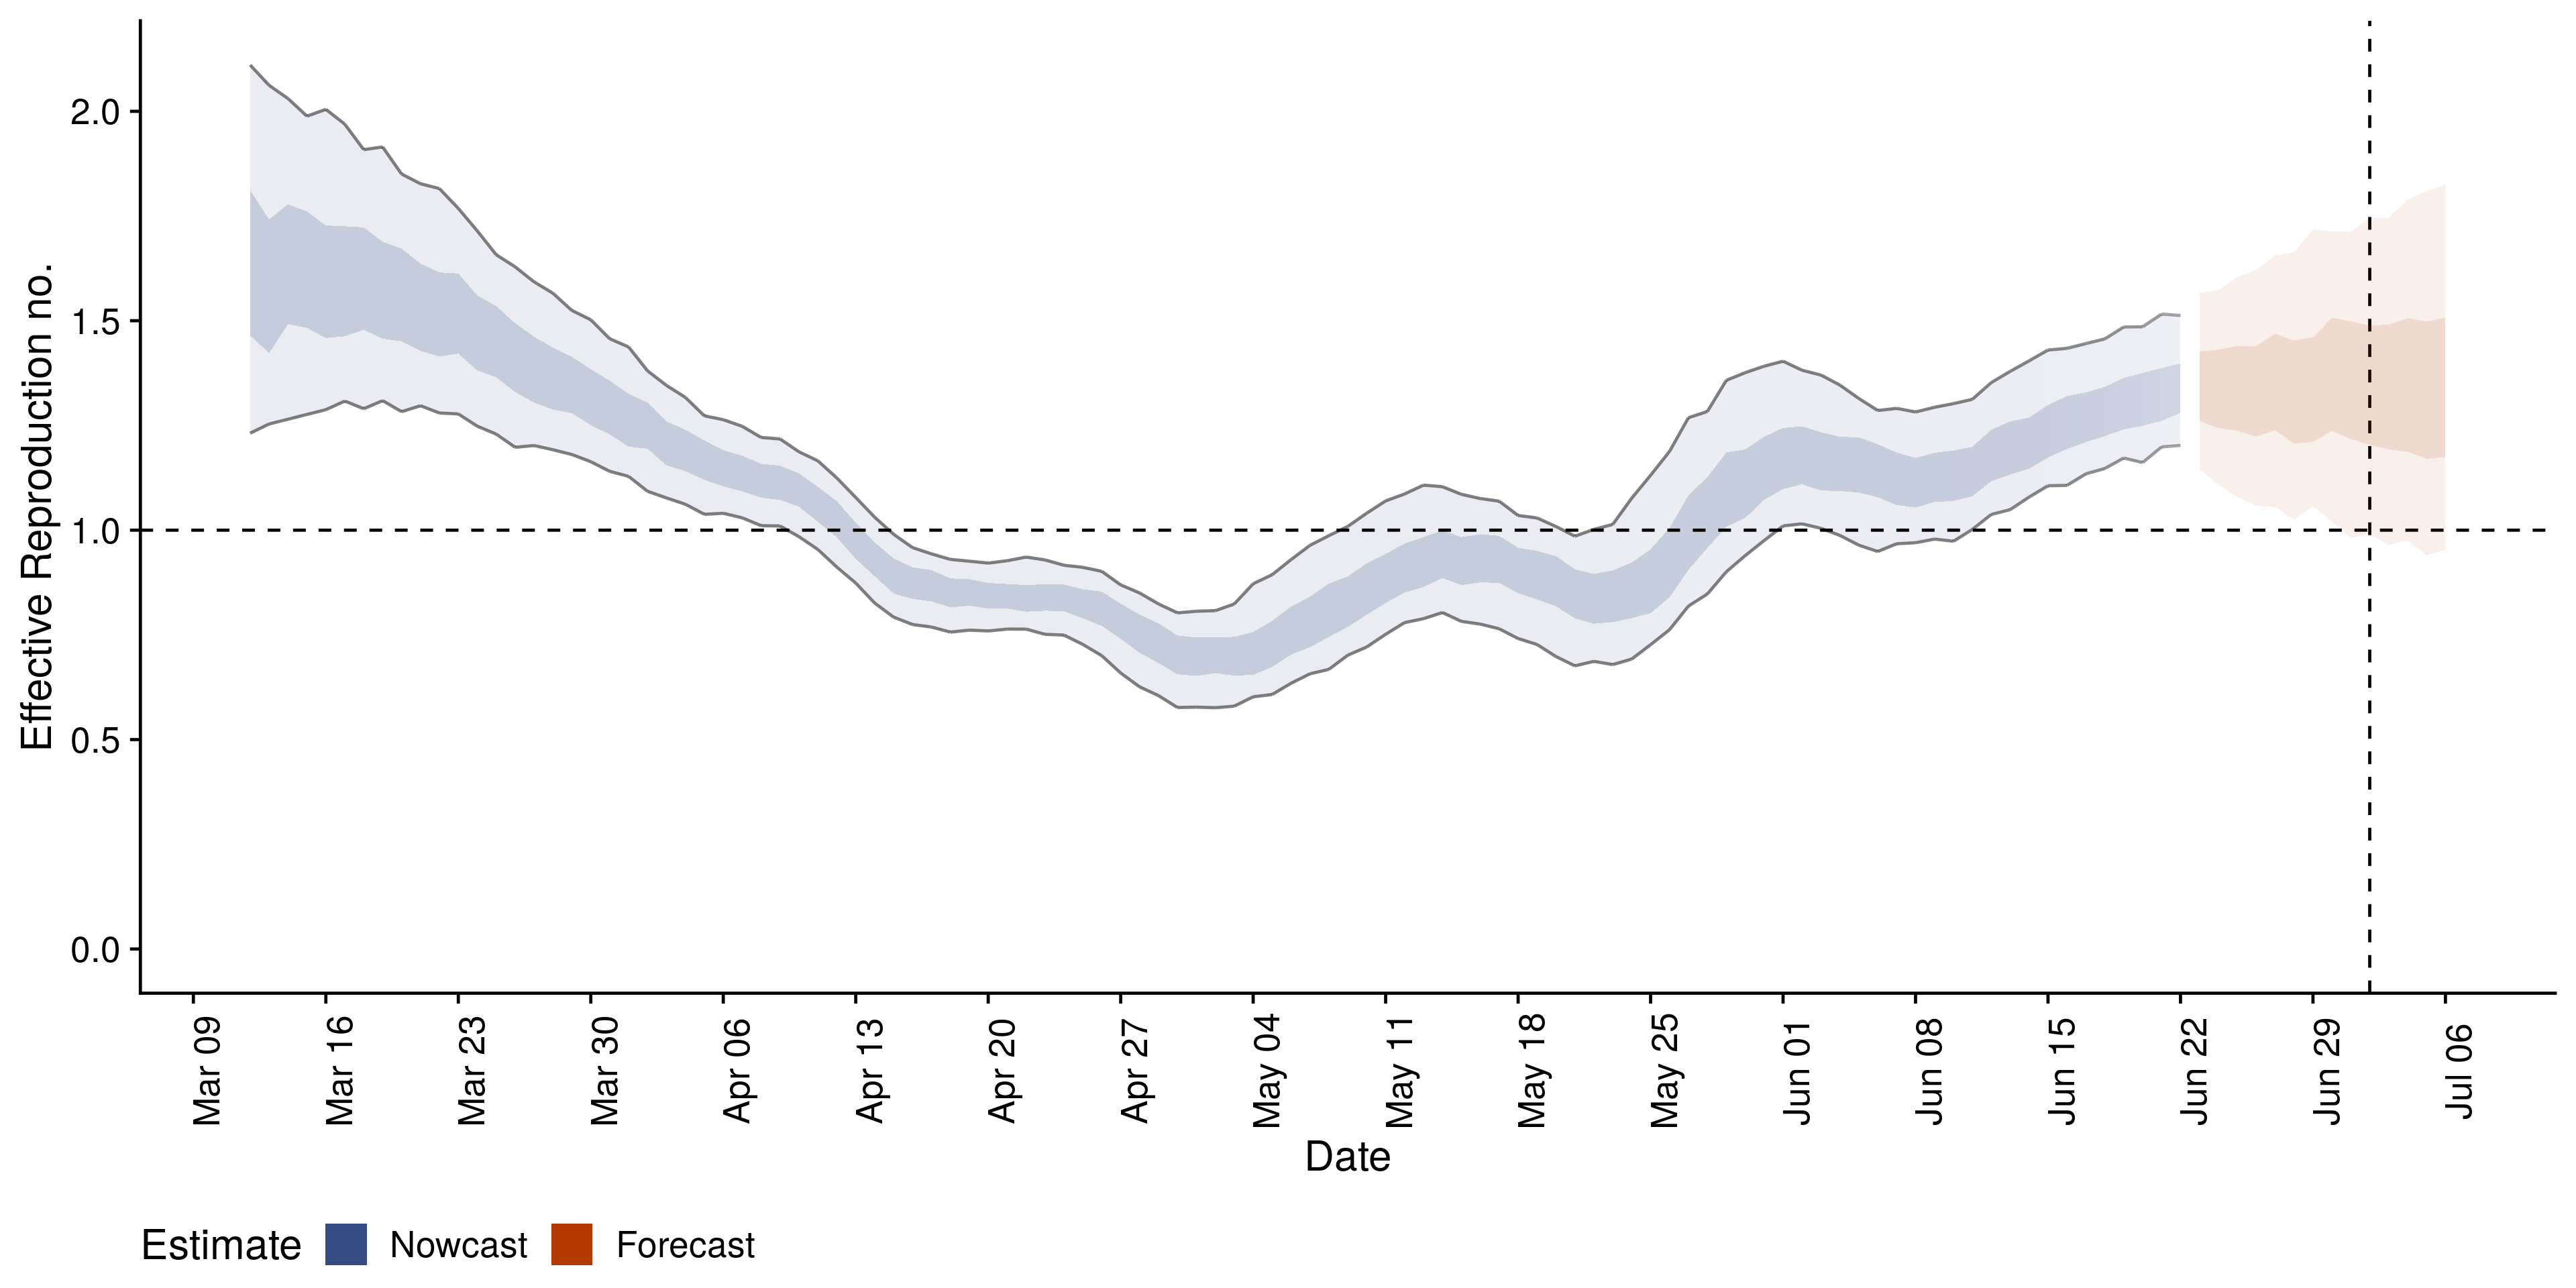 Effective Reproduction no.
2.0
1.5
1.0
0.5
0.0
Mar 09
Mar 16
Mar 23
Mar 30
Apr 06
Apr 13
Apr 20
Apr 27
May 04
May 11
May 18
May 25
Jun 01
Jun 08
Jun 15
Jun 22
Jun 29
Jul 06
Date
Estimate Nowcast Forecast